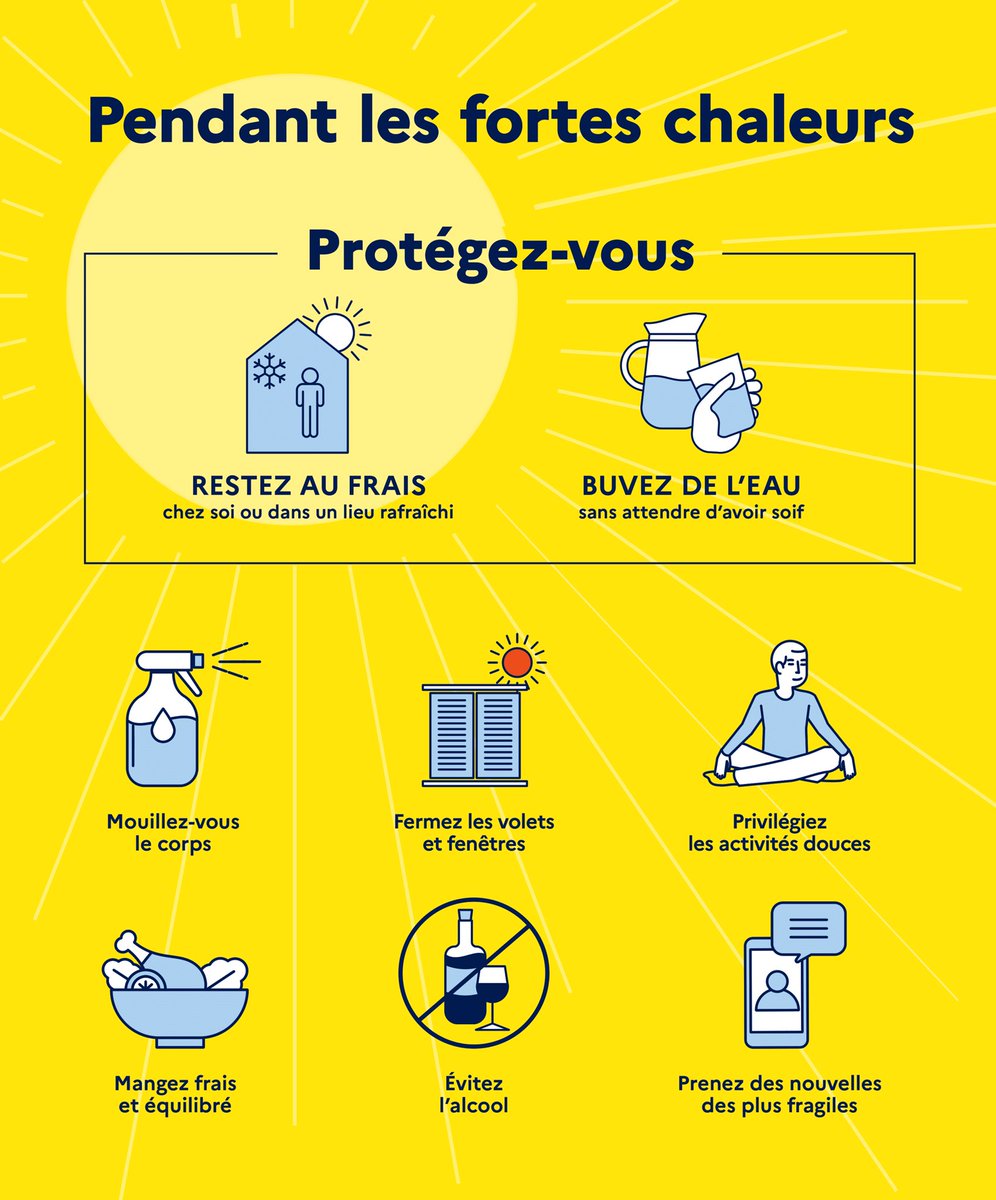 Pendant les fortes chaleurs
Protégez-vous
RESTEZ AU FRAIS
chez soi ou dans un lieu rafraîchi
BUVEZ DE L’EAU
sans attendre d’avoir soif
Mouillez-vous
le corps
Fermez les volets
et fenêtres
Privilégiez
les activités douces
Mangez frais
et équilibré
Évitez
l’alcool
Prenez des nouvelles
des plus fragiles